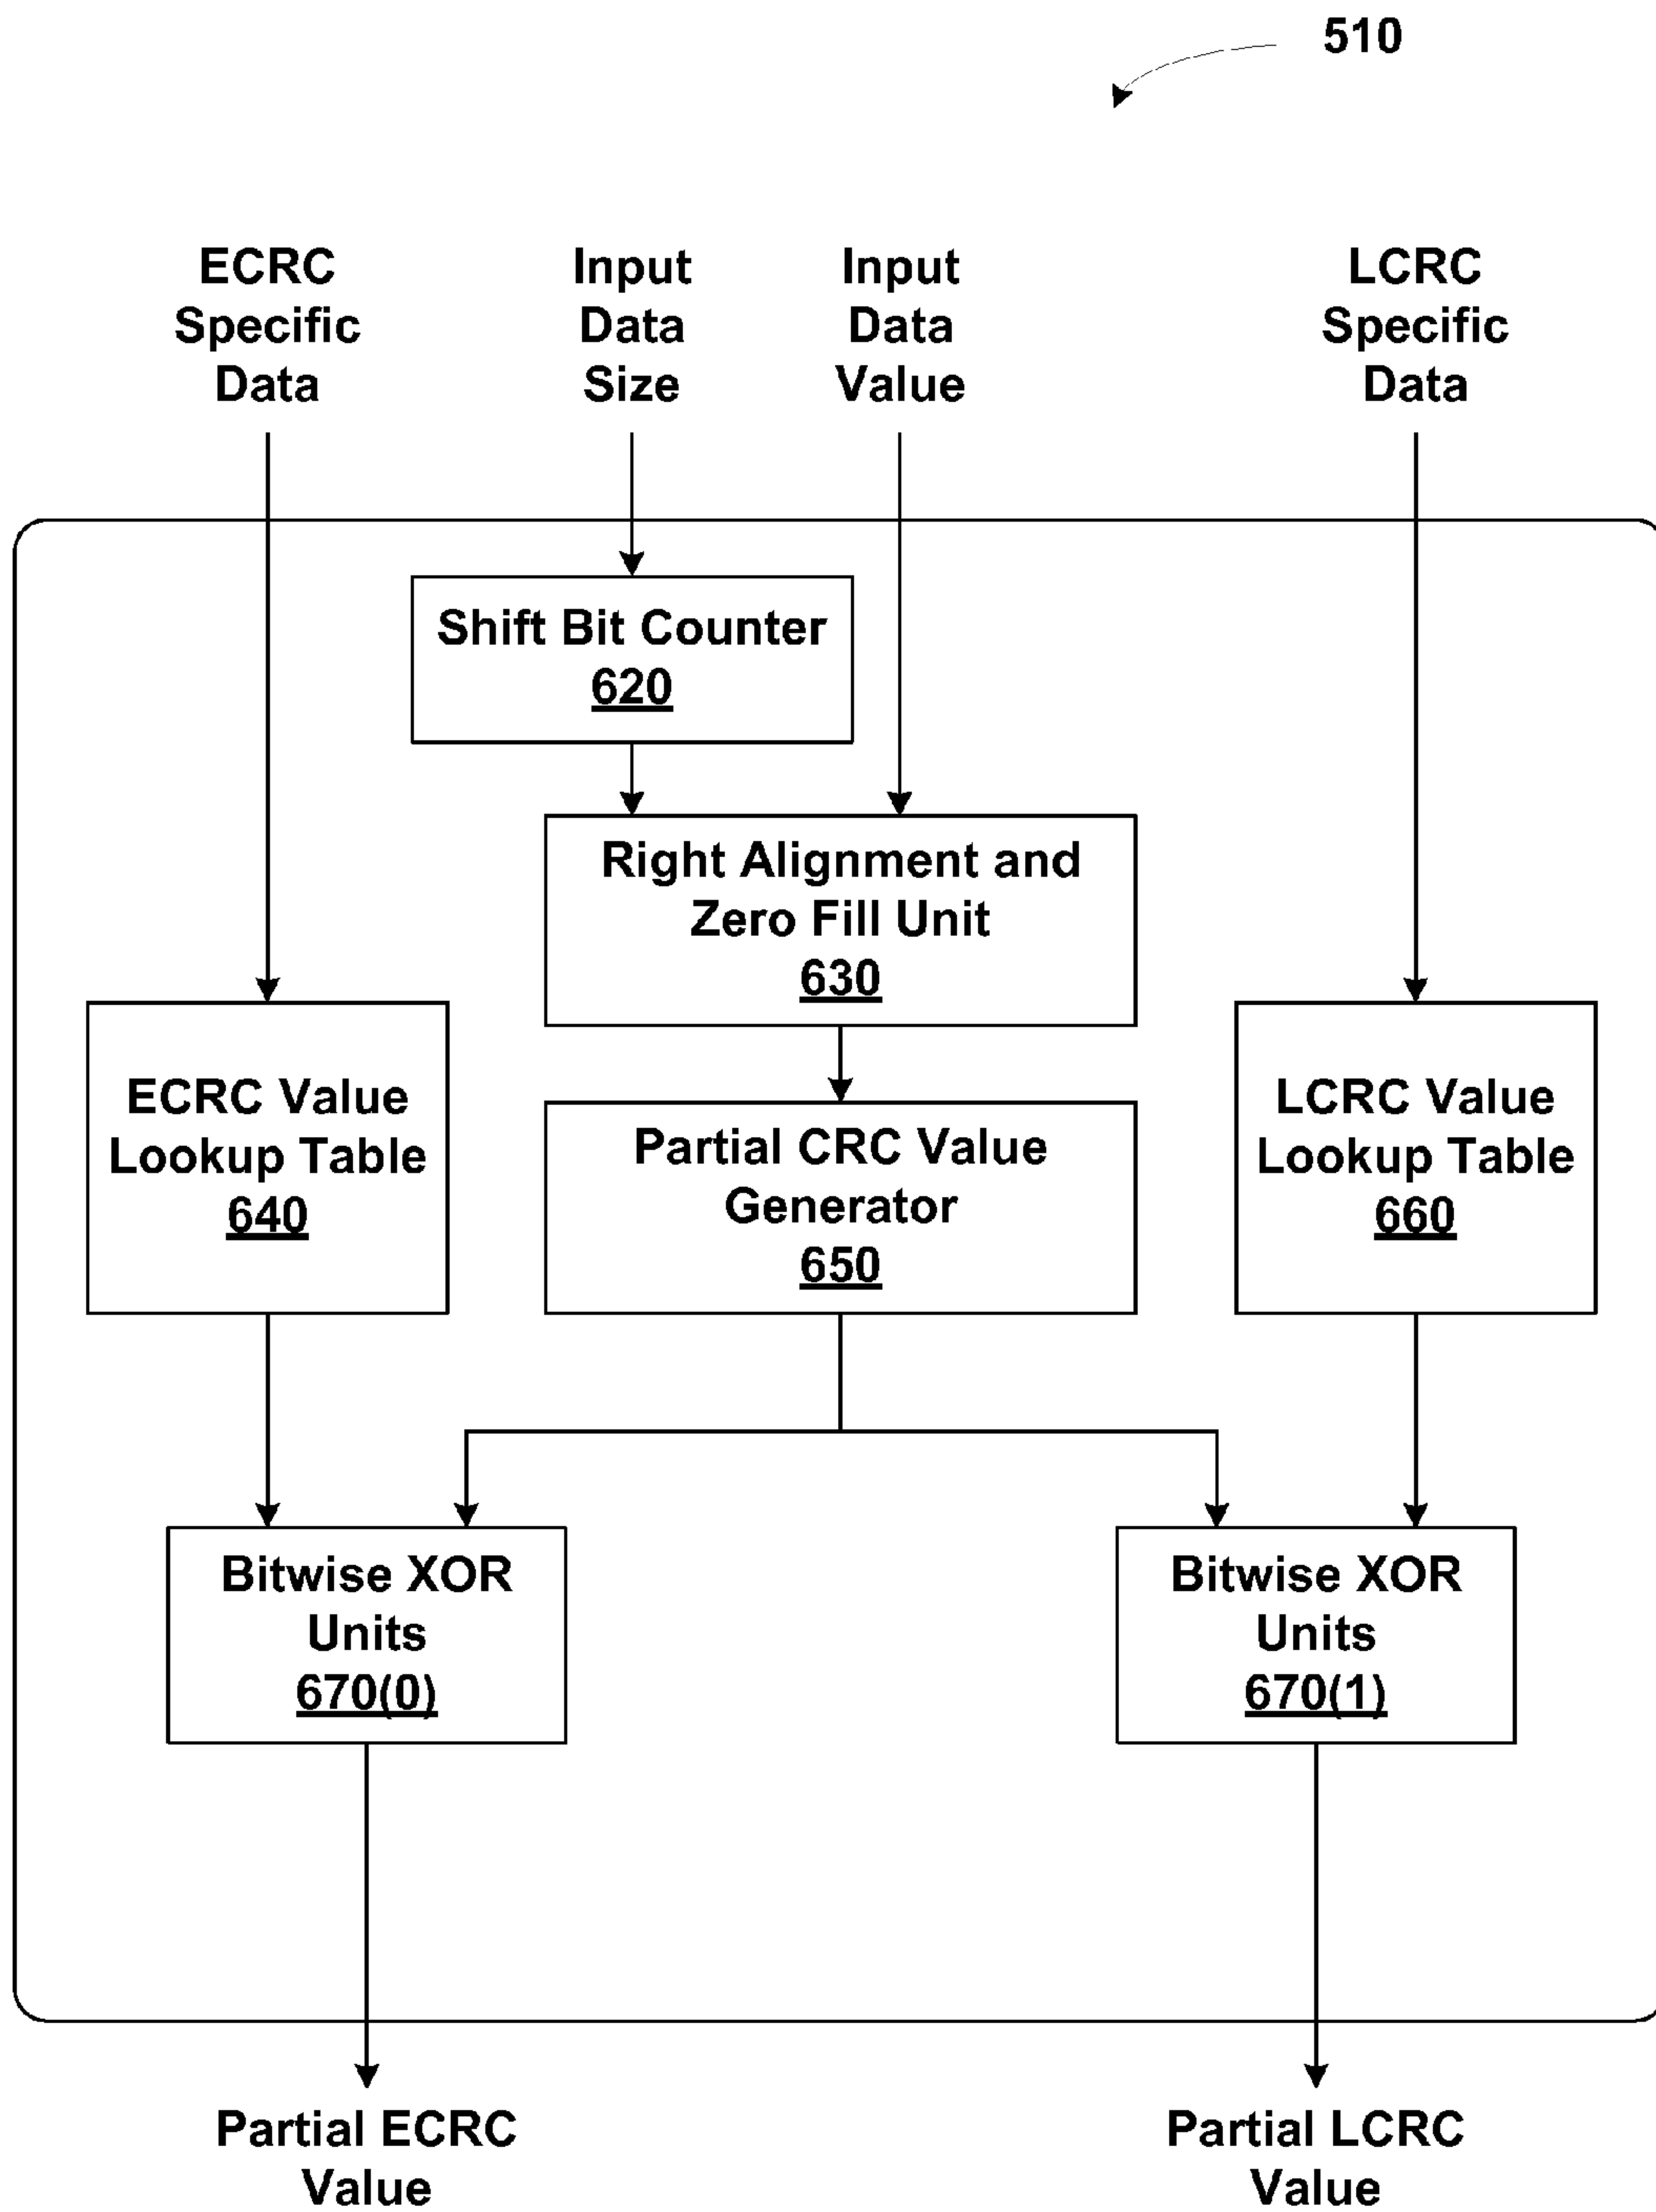 510
ECRC
Specific
Data
Input
Data
Size
Input
Data
Value
LCRC
Specific
Data
Shift Bit Counter
620
Right Alignment and
Zero Fill Unit
630
ECRC Value
Lookup Table
640
Partial CRC Value
Generator
650
LCRC Value
Lookup Table
660
Bitwise XOR
Units
670(0)
Bitwise XOR
Units
670(1)
Partial ECRC
Value
Partial LCRC
Value